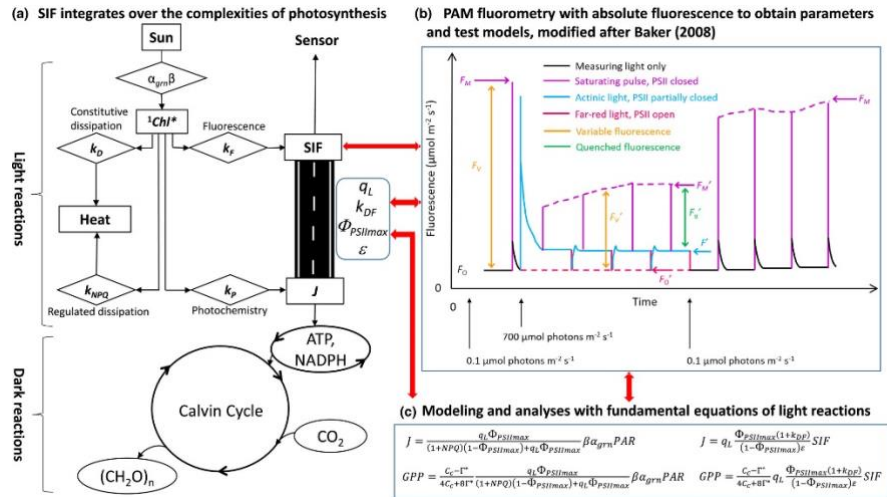 (a) SIF integrates over the complexities of photosynthesis
Sun
α_grn β
¹Chl*
Constitutive dissipation
k_D
Fluorescence
k_F
Heat
k_NPQ
Regulated dissipation
k_P
Photochemistry
Sensor
SIF
J
q_L
k_DF
Φ_PSIImax
ε
Light reactions
Dark reactions
ATP,
NADPH
Calvin Cycle
CO₂
(CH₂O)n
(b) PAM fluorometry with absolute fluorescence to obtain parameters
and test models, modified after Baker (2008)
Measuring light only
Saturating pulse, PSII closed
Actinic light, PSII partially closed
Far-red light, PSII open
Variable fluorescence
Quenched fluorescence
Fluorescence (μmol m⁻² s⁻¹)
F_M
F_V
F_O
0
F_V'
F_M'
F_q'
F'
F_O'
F_M
0
Time
700 μmol photons m⁻² s⁻¹
0.1 μmol photons m⁻² s⁻¹
0.1 μmol photons m⁻² s⁻¹
(c) Modeling and analyses with fundamental equations of light reactions
J = q_LΦ_PSIImax / ((1+NPQ)(1−Φ_PSIImax)+q_LΦ_PSIImax) βα_grnPAR
J = q_L Φ_PSIImax(1+k_DF) / ((1−Φ_PSIImax)ε) SIF
GPP = (C_c−Γ*) / (4C_c+8Γ*) q_LΦ_PSIImax / ((1+NPQ)(1−Φ_PSIImax)+q_LΦ_PSIImax) βα_grnPAR
GPP = (C_c−Γ*) / (4C_c+8Γ*) q_L Φ_PSIImax(1+k_DF) / ((1−Φ_PSIImax)ε) SIF